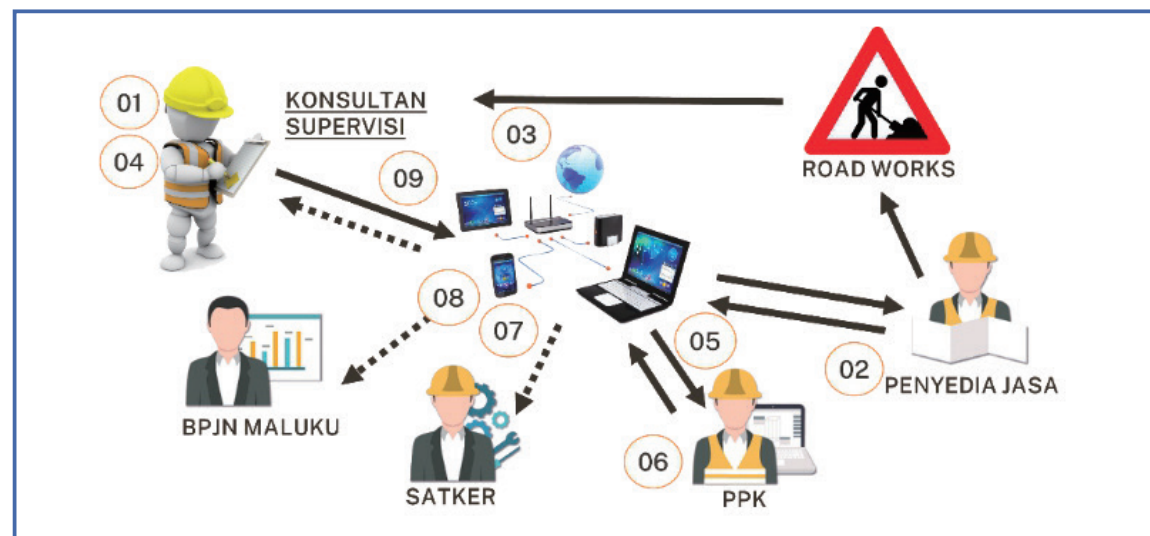 01
04
KONSULTAN
SUPERVISI
03
09
ROAD WORKS
08
07
05
02
PENYEDIA JASA
BPJN MALUKU
06
SATKER
PPK